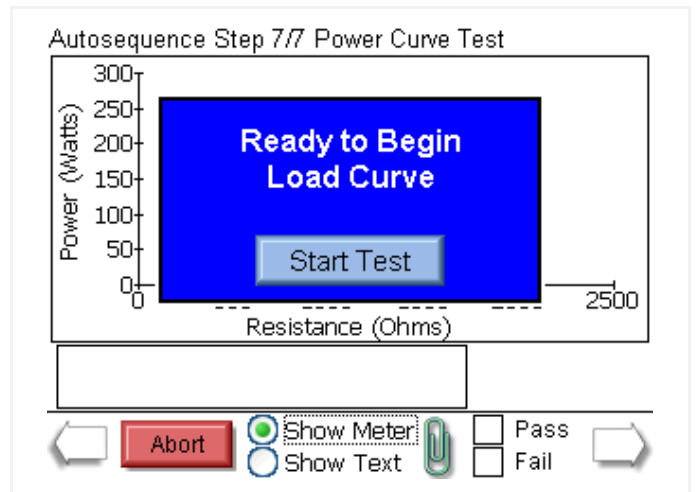 Autosequence Step 7/7 Power Curve Test
300
250
200
150
100
50
0
Power (Watts)
Ready to Begin
Load Curve
Start Test
0
2500
Resistance (Ohms)
Abort
Show Meter
Show Text
Pass
Fail